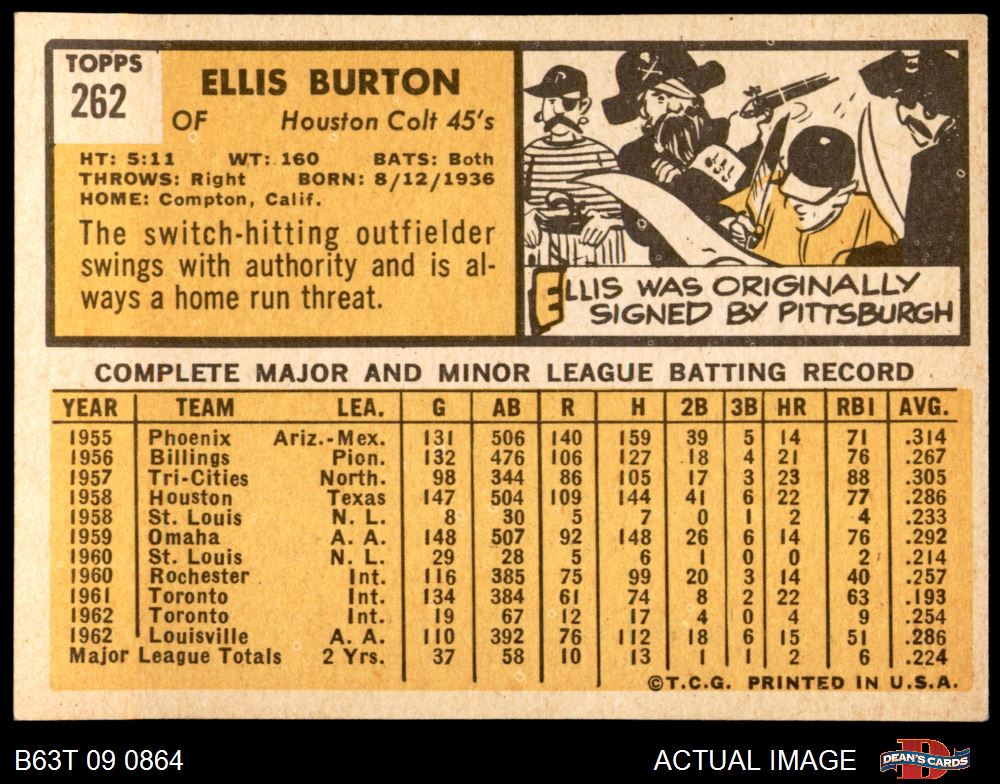 TOPPS
262
ELLIS BURTON
OF Houston Colt 45's
HT: 5:11 WT: 160 BATS: Both
THROWS: Right BORN: 8/12/1936
HOME: Compton, Calif.
The switch-hitting outfielder
swings with authority and is al-
ways a home run threat.
ELLIS WAS ORIGINALLY
SIGNED BY PITTSBURGH
COMPLETE MAJOR AND MINOR LEAGUE BATTING RECORD
YEAR TEAM LEA. G AB R H 2B 3B HR RBI AVG.
1955 Phoenix Ariz.-Mex. 131 506 140 159 39 5 14 71 .314
1956 Billings Pion. 132 476 106 127 18 4 21 76 .267
1957 Tri-Cities North. 98 344 86 105 17 3 23 88 .305
1958 Houston Texas 147 504 109 144 41 6 22 77 .286
1958 St. Louis N. L. 8 30 5 7 0 1 2 4 .233
1959 Omaha A. A. 148 507 92 148 26 6 14 76 .292
1960 St. Louis N. L. 29 28 5 6 1 0 0 2 .214
1960 Rochester Int. 116 385 75 99 20 3 14 40 .257
1961 Toronto Int. 134 384 61 74 8 2 22 63 .193
1962 Toronto Int. 19 67 12 17 4 0 4 9 .254
1962 Louisville A. A. 110 392 76 112 18 6 15 51 .286
Major League Totals 2 Yrs. 37 58 10 13 1 1 2 6 .224
©T.C.G. PRINTED IN U.S.A.
B63T 09 0864 ACTUAL IMAGE DEAN'S CARDS